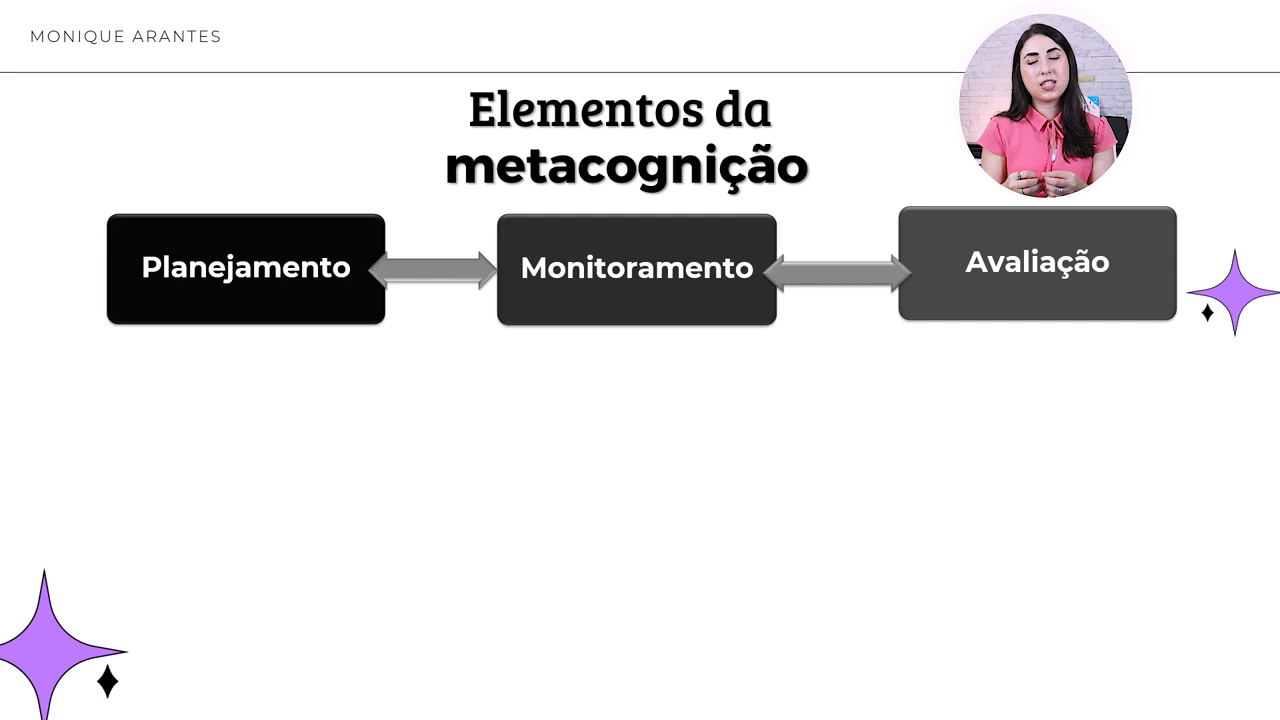 MONIQUE ARANTES
Elementos da
metacognição
Planejamento
Monitoramento
Avaliação